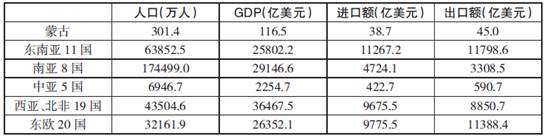 人口(万人) GDP(亿美元) 进口额(亿美元) 出口额(亿美元)
蒙古 301.4 116.5 38.7 45.0
东南亚 11 国 63852.5 25802.2 11267.2 11798.6
南亚 8 国 174499.0 29146.6 4724.1 3308.5
中亚 5 国 6946.7 2254.7 422.7 590.7
西亚、北非 19 国 43504.6 36467.5 9675.5 8850.7
东欧 20 国 32161.9 26352.1 9775.5 11388.4